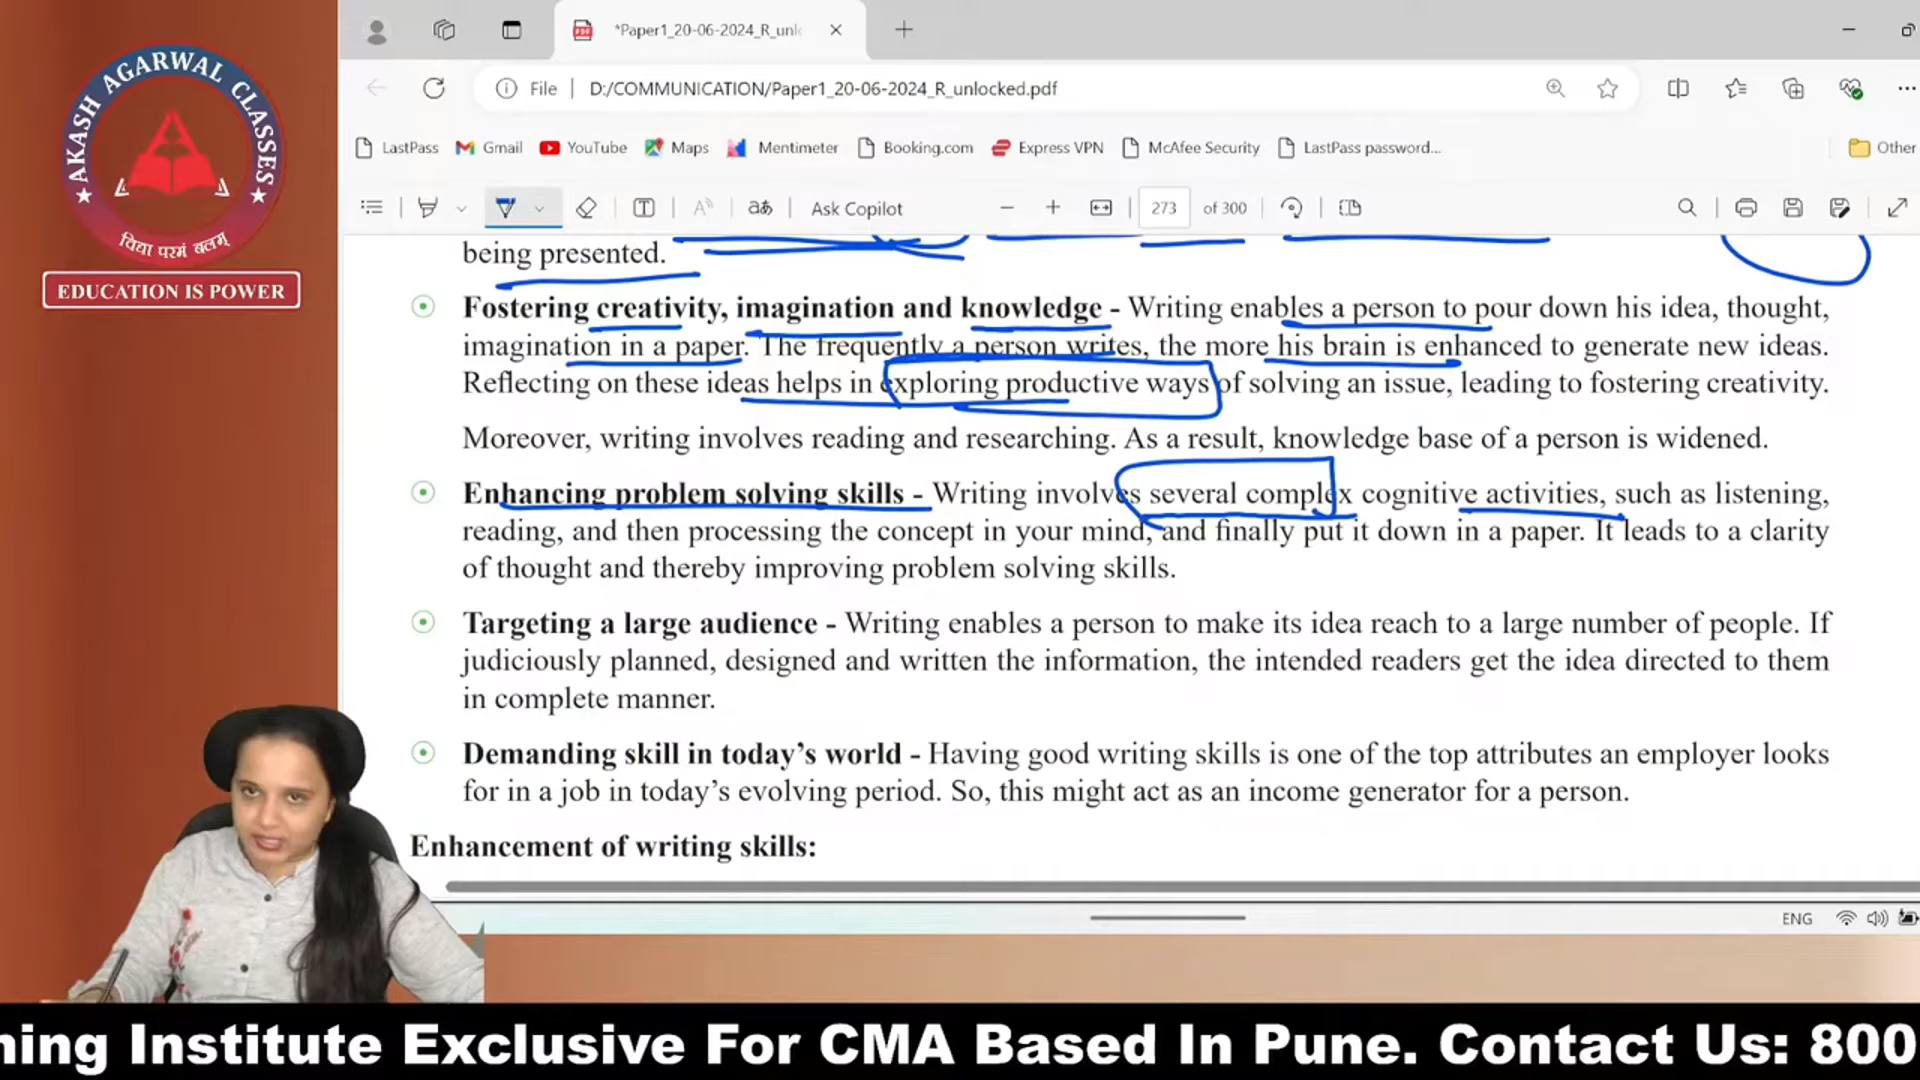 AKASH AGARWAL CLASSES
विद्या परमं बलम्
EDUCATION IS POWER
*Paper1_20-06-2024_R_unl
File
D:/COMMUNICATION/Paper1_20-06-2024_R_unlocked.pdf
LastPass Gmail YouTube Maps Mentimeter Booking.com Express VPN McAfee Security LastPass password... Other
Ask Copilot 273 of 300
being presented.
Fostering creativity, imagination and knowledge - Writing enables a person to pour down his idea, thought,
imagination in a paper. The frequently a person writes, the more his brain is enhanced to generate new ideas.
Reflecting on these ideas helps in exploring productive ways of solving an issue, leading to fostering creativity.
Moreover, writing involves reading and researching. As a result, knowledge base of a person is widened.
Enhancing problem solving skills - Writing involves several complex cognitive activities, such as listening,
reading, and then processing the concept in your mind, and finally put it down in a paper. It leads to a clarity
of thought and thereby improving problem solving skills.
Targeting a large audience - Writing enables a person to make its idea reach to a large number of people. If
judiciously planned, designed and written the information, the intended readers get the idea directed to them
in complete manner.
Demanding skill in today's world - Having good writing skills is one of the top attributes an employer looks
for in a job in today's evolving period. So, this might act as an income generator for a person.
Enhancement of writing skills:
ENG
ning Institute Exclusive For CMA Based In Pune. Contact Us: 800